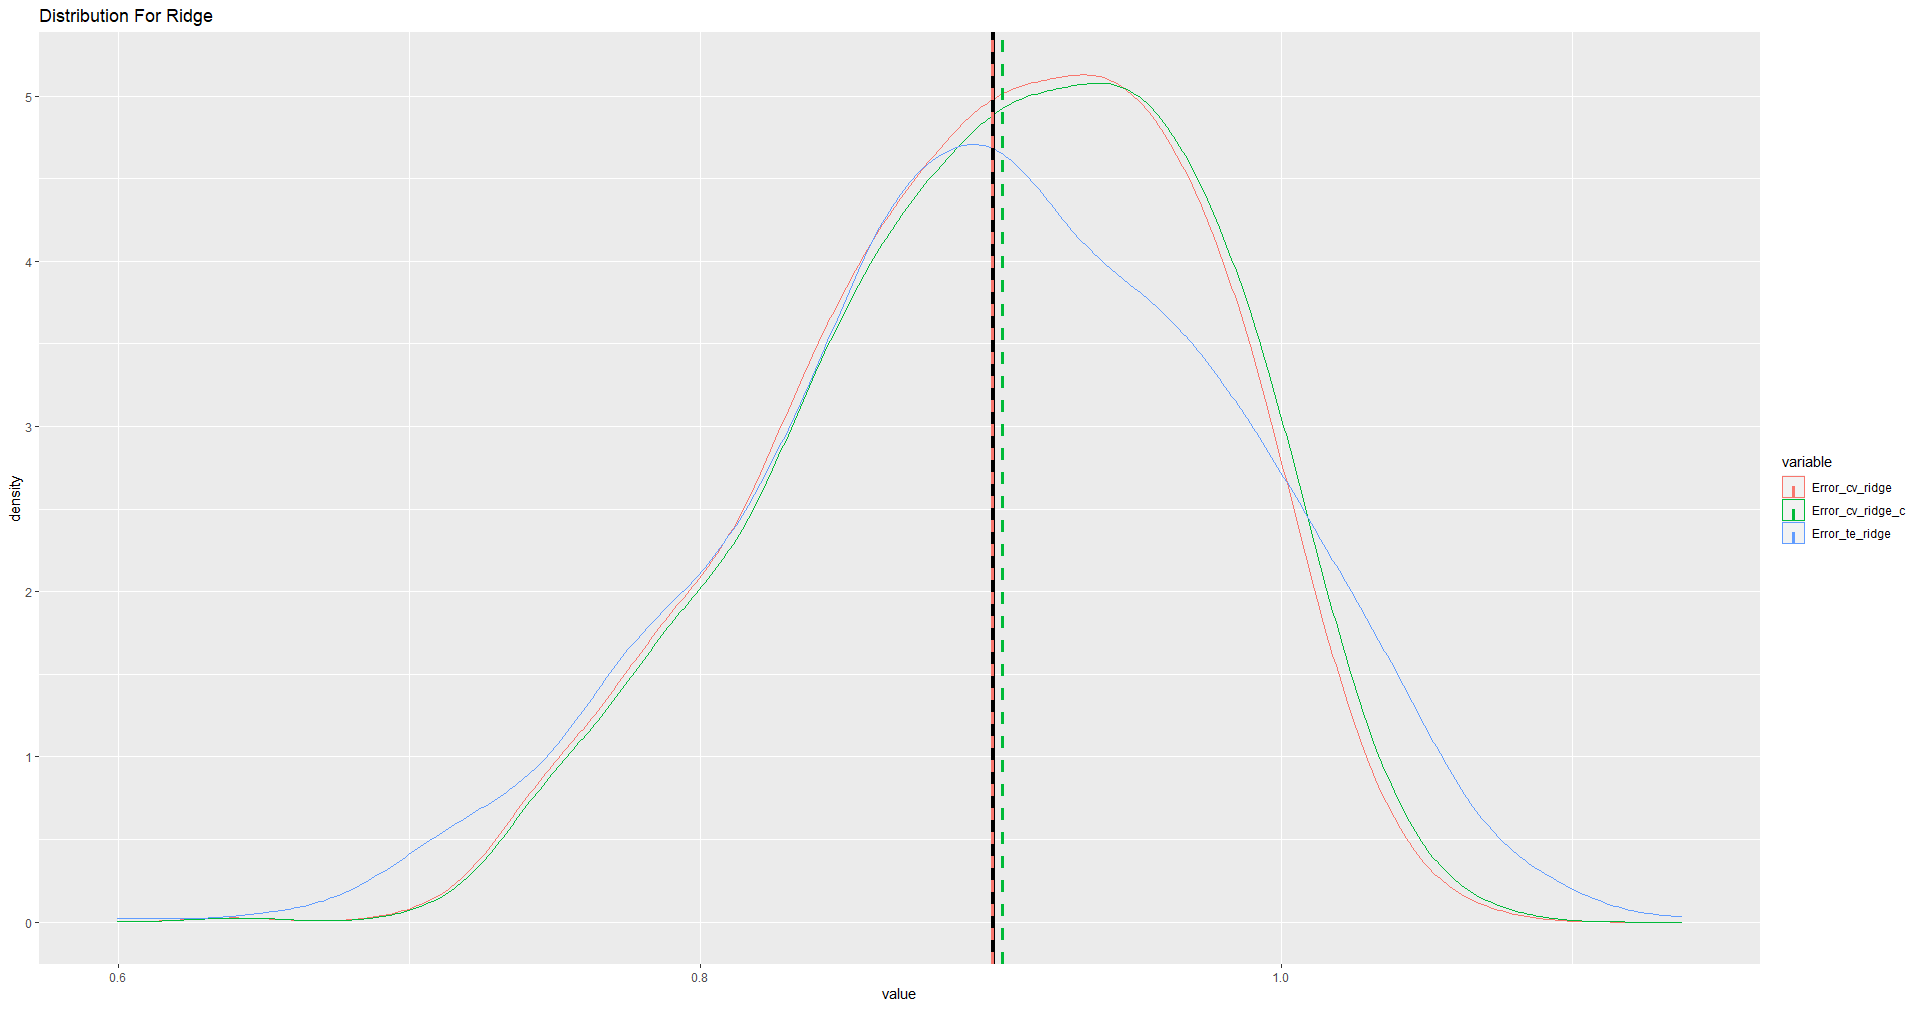 Distribution For Ridge
5
4
3
2
1
0
density
0.6
0.8
1.0
value
variable
Error_cv_ridge
Error_cv_ridge_c
Error_te_ridge